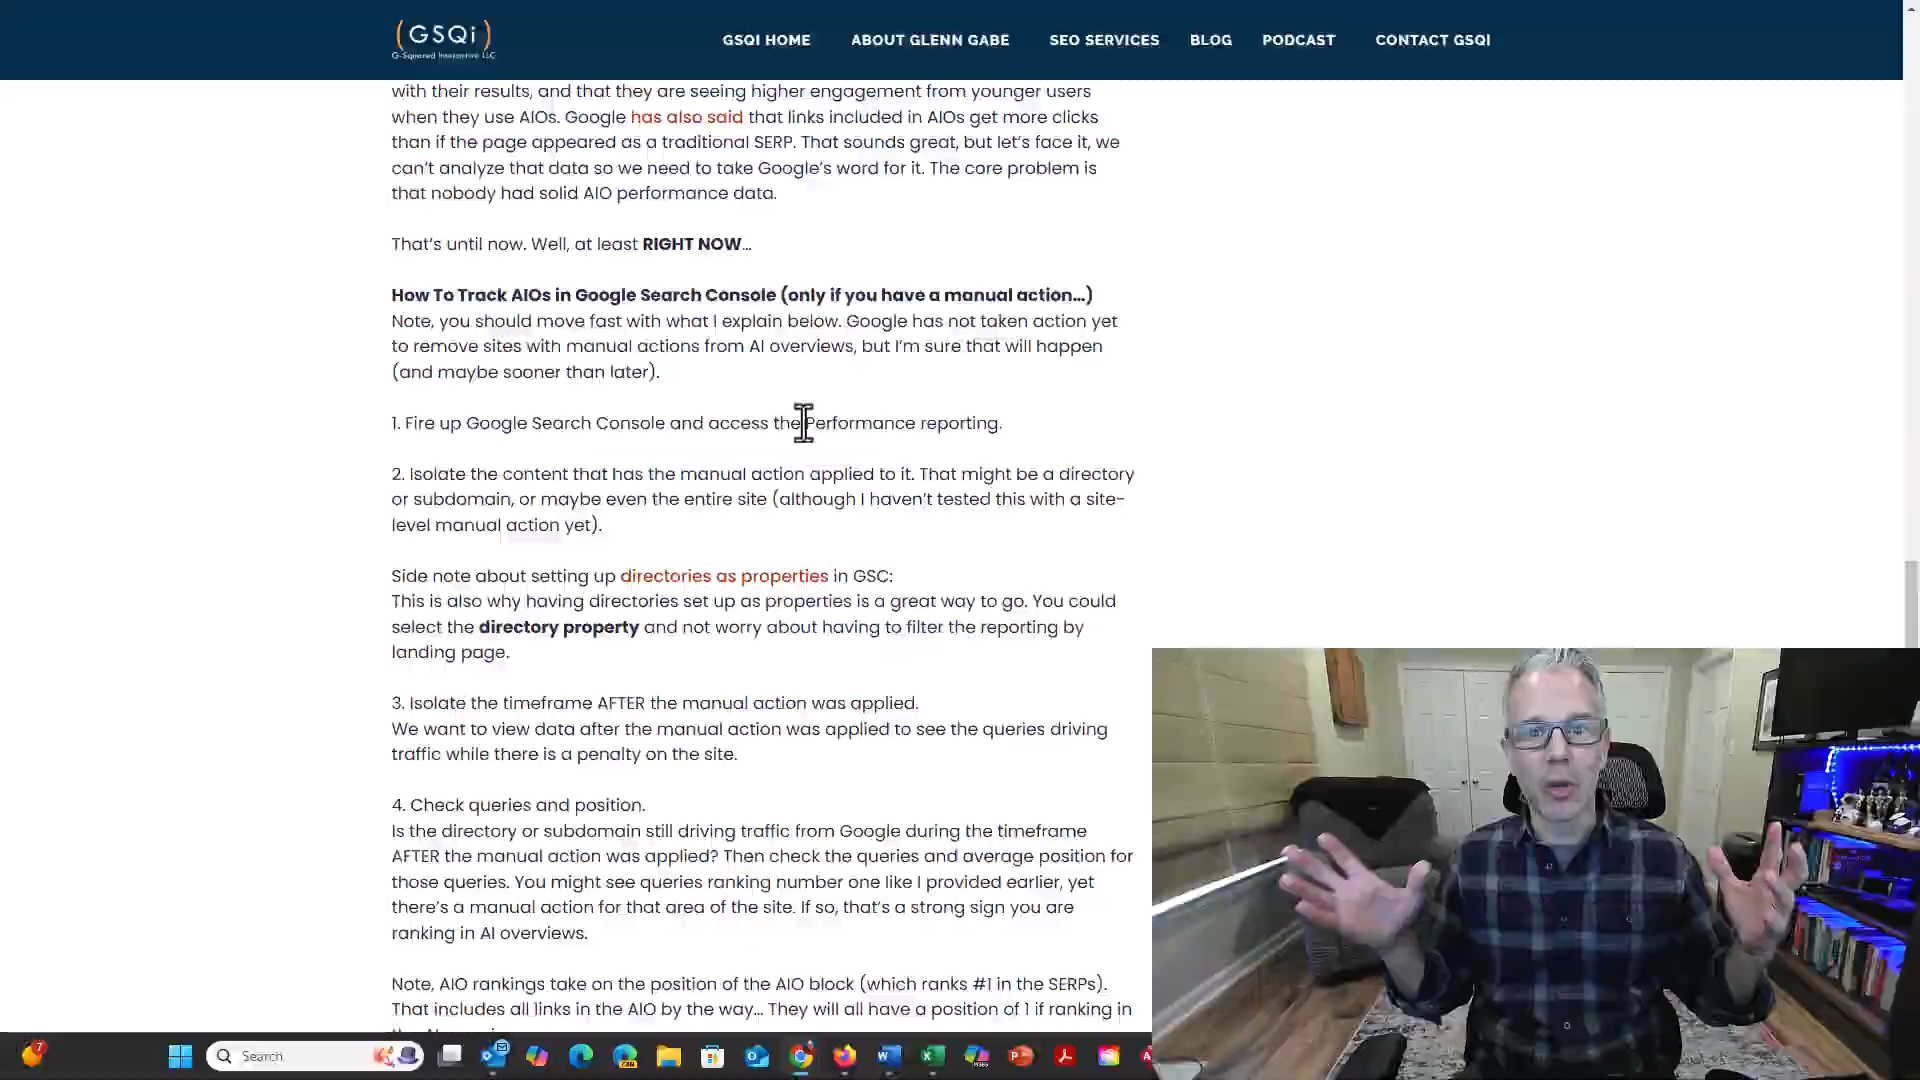 (GSQi)
G-Squared Interactive LLC
GSQI HOME
ABOUT GLENN GABE
SEO SERVICES
BLOG
PODCAST
CONTACT GSQI
with their results, and that they are seeing higher engagement from younger users
when they use AIOs. Google has also said that links included in AIOs get more clicks
than if the page appeared as a traditional SERP. That sounds great, but let's face it, we
can't analyze that data so we need to take Google's word for it. The core problem is
that nobody had solid AIO performance data.
That's until now. Well, at least RIGHT NOW...
How To Track AIOs in Google Search Console (only if you have a manual action...)
Note, you should move fast with what I explain below. Google has not taken action yet
to remove sites with manual actions from AI overviews, but I'm sure that will happen
(and maybe sooner than later).
1. Fire up Google Search Console and access the Performance reporting.
2. Isolate the content that has the manual action applied to it. That might be a directory
or subdomain, or maybe even the entire site (although I haven't tested this with a site-
level manual action yet).
Side note about setting up directories as properties in GSC:
This is also why having directories set up as properties is a great way to go. You could
select the directory property and not worry about having to filter the reporting by
landing page.
3. Isolate the timeframe AFTER the manual action was applied.
We want to view data after the manual action was applied to see the queries driving
traffic while there is a penalty on the site.
4. Check queries and position.
Is the directory or subdomain still driving traffic from Google during the timeframe
AFTER the manual action was applied? Then check the queries and average position for
those queries. You might see queries ranking number one like I provided earlier, yet
there's a manual action for that area of the site. If so, that's a strong sign you are
ranking in AI overviews.
Note, AIO rankings take on the position of the AIO block (which ranks #1 in the SERPs).
That includes all links in the AIO by the way... They will all have a position of 1 if ranking in
7
Search